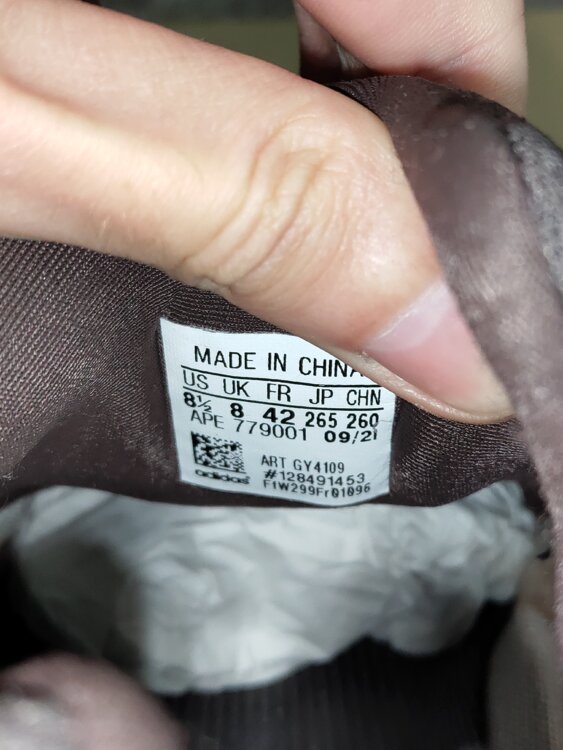 MADE IN CHINA
US UK FR JP CHN
8½ 8 42 265 260
APE 779001 09/21
ART GY4109
#128491453
adidas F1W299Fr01096